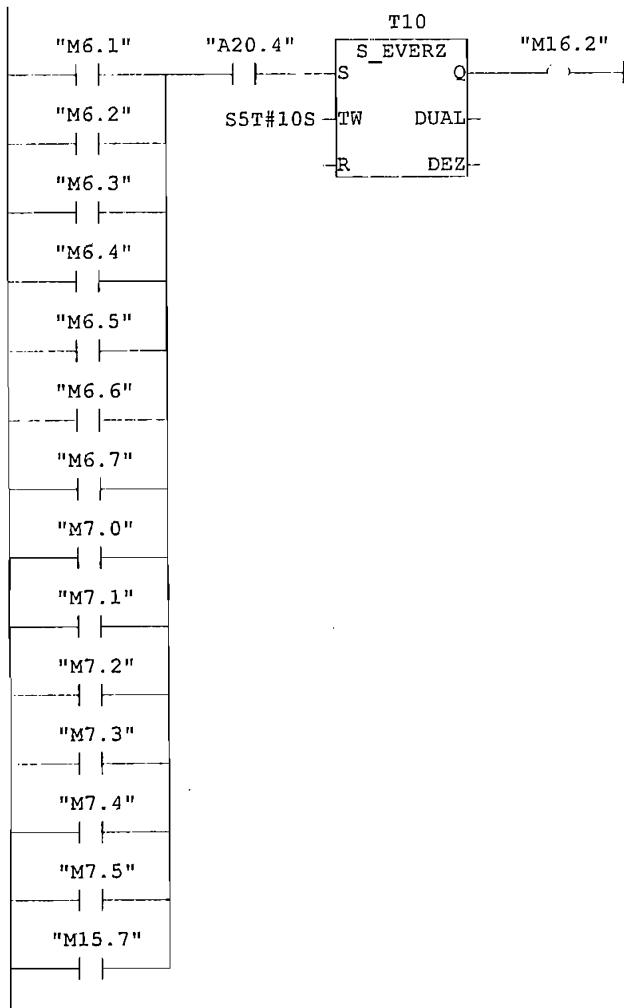 T10
"M6.1" "A20.4" S_EVERZ "M16.2"
S Q
"M6.2" S5T#10S TW DUAL
"M6.3" R DEZ
"M6.4"
"M6.5"
"M6.6"
"M6.7"
"M7.0"
"M7.1"
"M7.2"
"M7.3"
"M7.4"
"M7.5"
"M15.7"